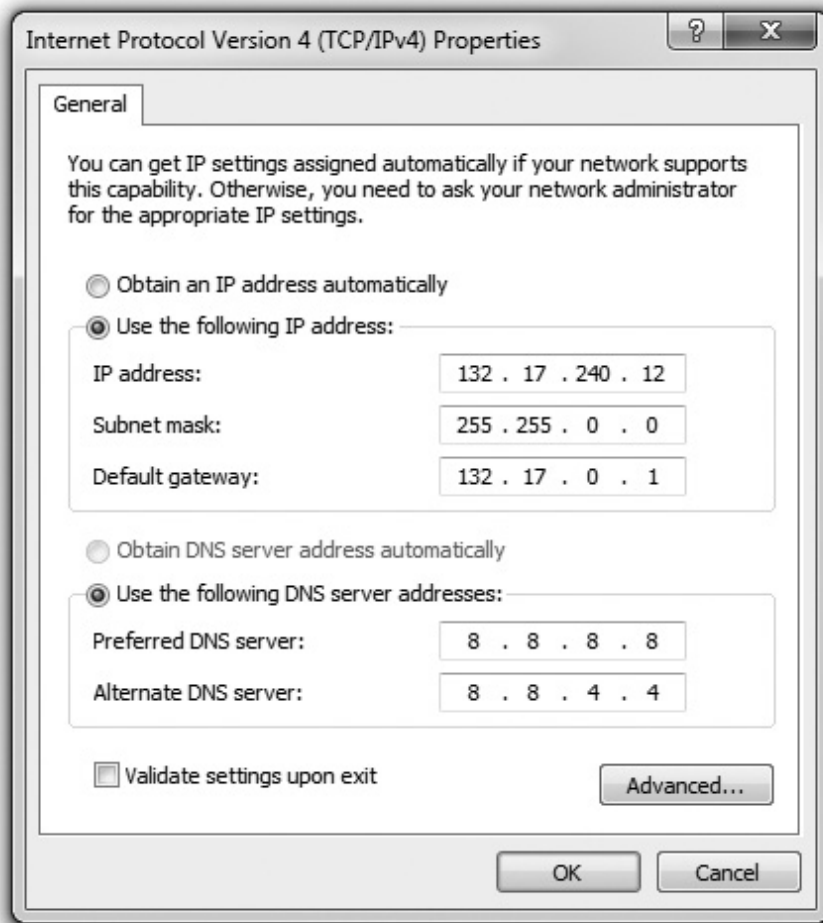 Internet Protocol Version 4 (TCP/IPv4) Properties
?
X
General
You can get IP settings assigned automatically if your network supports
this capability. Otherwise, you need to ask your network administrator
for the appropriate IP settings.
Obtain an IP address automatically
Use the following IP address:
IP address: 132 . 17 . 240 . 12
Subnet mask: 255 . 255 . 0 . 0
Default gateway: 132 . 17 . 0 . 1
Obtain DNS server address automatically
Use the following DNS server addresses:
Preferred DNS server: 8 . 8 . 8 . 8
Alternate DNS server: 8 . 8 . 4 . 4
Validate settings upon exit
Advanced...
OK Cancel